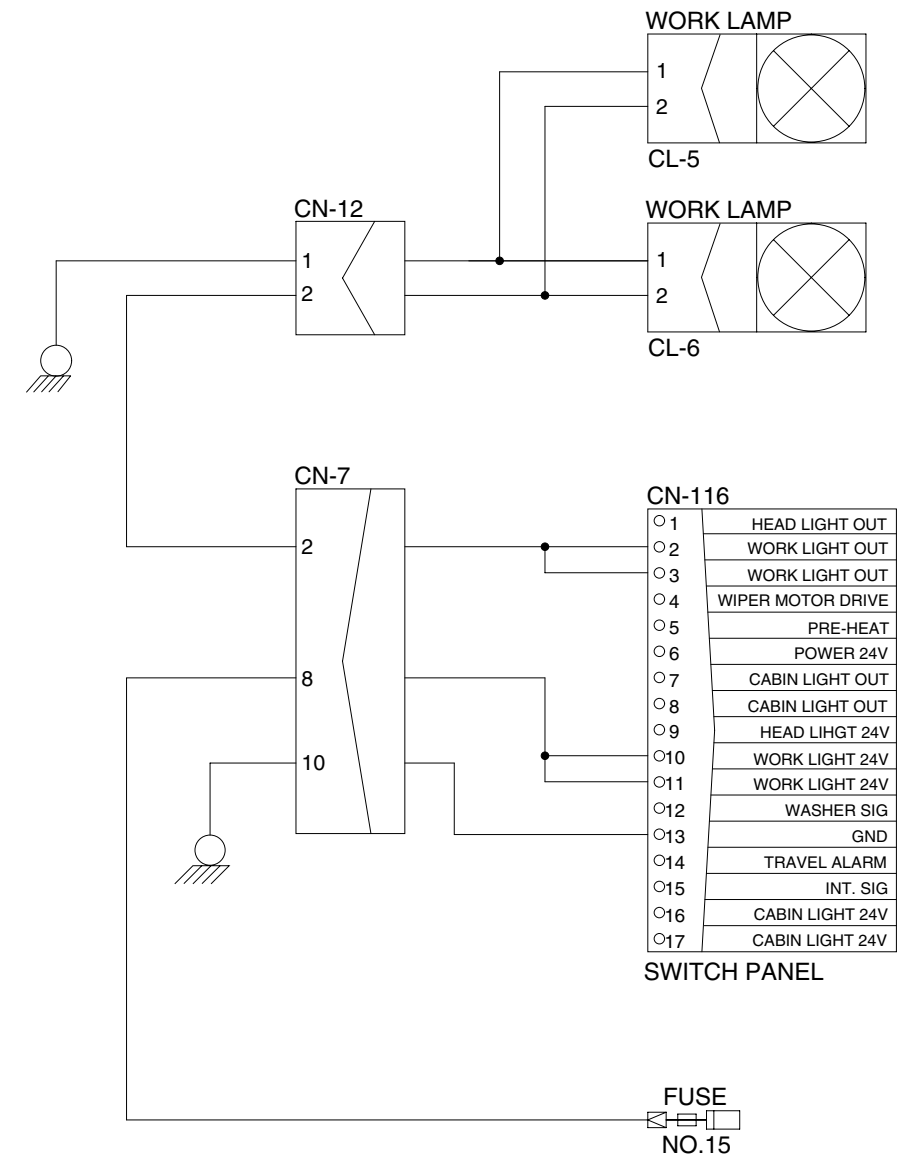 WORK LAMP
1
2
CL-5
CN-12
1
2
WORK LAMP
1
2
CL-6
CN-7
2
8
10
CN-116
1 HEAD LIGHT OUT
2 WORK LIGHT OUT
3 WORK LIGHT OUT
4 WIPER MOTOR DRIVE
5 PRE-HEAT
6 POWER 24V
7 CABIN LIGHT OUT
8 CABIN LIGHT OUT
9 HEAD LIHGT 24V
10 WORK LIGHT 24V
11 WORK LIGHT 24V
12 WASHER SIG
13 GND
14 TRAVEL ALARM
15 INT. SIG
16 CABIN LIGHT 24V
17 CABIN LIGHT 24V
SWITCH PANEL
FUSE
NO.15